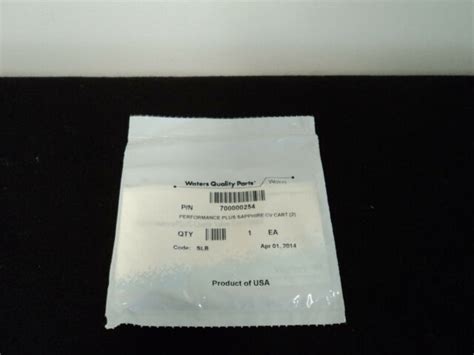 Waters Quality Parts
P/N 700000254
PERFORMANCE PLUS SAPPHIRE CV CART [2]
QTY 1 EA
Code: SLB Apr 01, 2014
Product of USA